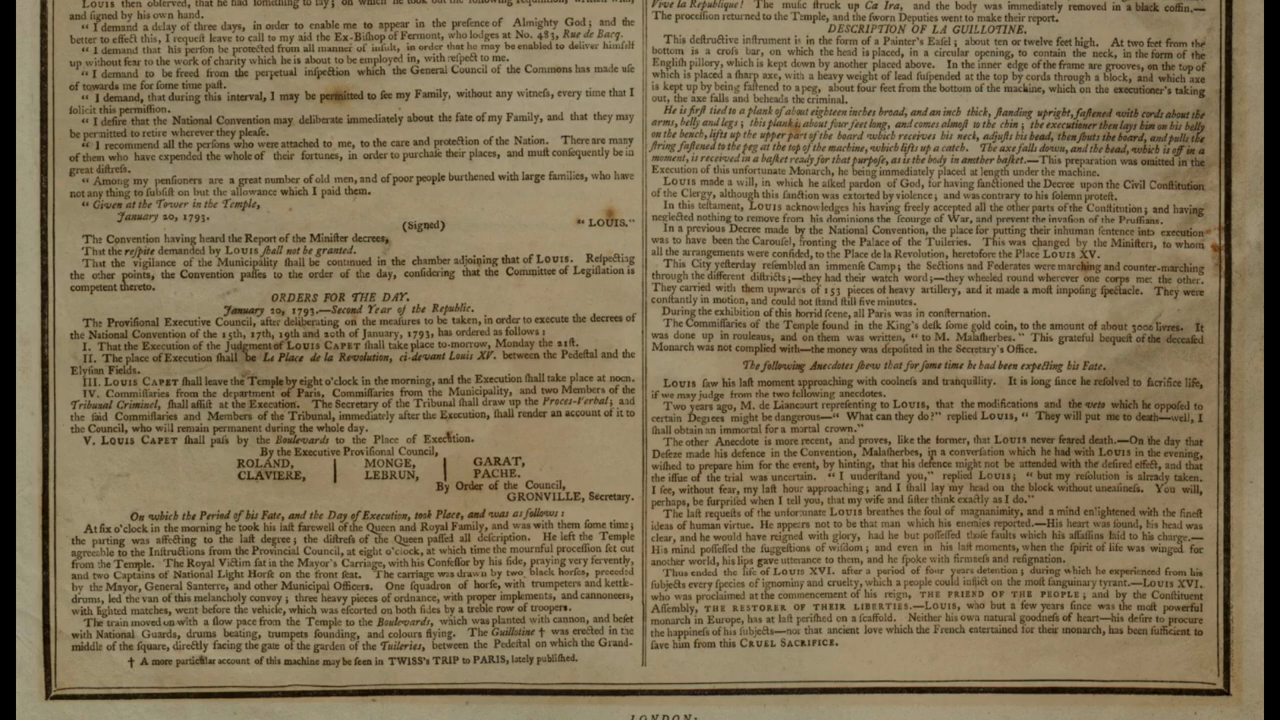 LOUIS then observed, that he had something to say; on which he took out the following
and signed by his own hand.
"I demand a delay of three days, in order to enable me to appear in the presence of Almighty God; and the
better to effect this, I request leave to call to my aid the Ex-Bishop of Fermont, who lodges at No. 483, Rue de Bacq.
"I demand that his person be protected from all manner of insult, in order that he may be enabled to deliver himself
up without fear to the work of charity which he is about to be employed in, with respect to me.
"I demand to be freed from the perpetual inspection which the General Council of the Commons has made use
of towards me for some time past.
"I demand, that during this interval, I may be permitted to see my Family, without any witness, every time that I
solicit this permission.
"I desire that the National Convention may deliberate immediately about the fate of my Family, and that they may
be permitted to retire wherever they please.
"I recommend all the persons who were attached to me, to the care and protection of the Nation. There are many
of them who have expended the whole of their fortunes, in order to purchase their places, and must consequently be in
great distress.
"Among my pensioners are a great number of old men, and of poor people burthened with large families, who have
not any thing to subsist on but the allowance which I paid them.
"Given at the Tower in the Temple,
January 20, 1793.
(Signed) "LOUIS."
The Convention having heard the Report of the Minister decrees,
That the respite demanded by LOUIS shall not be granted.
That the vigilance of the Municipality shall be continued in the chamber adjoining that of LOUIS. Respecting
the other points, the Convention passes to the order of the day, considering that the Committee of Legislation is
competent thereto.
ORDERS FOR THE DAY.
January 20, 1793.—Second Year of the Republic.
The Provisional Executive Council, after deliberating on the measures to be taken, in order to execute the decrees of
the National Convention of the 15th, 17th, 19th and 20th of January, 1793, has ordered as follows:
I. That the Execution of the Judgment of LOUIS CAPET shall take place to-morrow, Monday the 21st.
II. The place of Execution shall be Le Place de la Revolution, ci-devant Louis XV. between the Pedestal and the
Elysian Fields.
III. LOUIS CAPET shall leave the Temple by eight o'clock in the morning, and the Execution shall take place at noon.
IV. Commissaries from the department of Paris, Commissaries from the Municipality, and two Members of the
Tribunal Criminel, shall assist at the Execution. The Secretary of the Tribunal shall draw up the Proces-Verbal; and
the said Commissaries and Members of the Tribunal, immediately after the Execution, shall render an account of it to
the Council, who will remain permanent during the whole day.
V. LOUIS CAPET shall pass by the Boulevards to the Place of Execution.
By the Executive Provisional Council,
ROLAND, MONGE, GARAT,
CLAVIERE, LEBRUN, PACHE.
By Order of the Council,
GRONVILLE, Secretary.
On which the Period of his Fate, and the Day of Execution, took Place, and was as follows:
At six o'clock in the morning he took his last farewell of the Queen and Royal Family, and was with them some time;
the parting was affecting to the last degree; the distress of the Queen passed all description. He left the Temple
agreeable to the Instructions from the Provincial Council, at eight o'clock, at which time the mournful procession set out
from the Temple. The Royal Victim sat in the Mayor's Carriage, with his Confessor by his side, praying very fervently,
and two Captains of National Light Horse on the front seat. The carriage was drawn by two black horses, preceded
by the Mayor, General Santerre, and other Municipal Officers. One squadron of horse, with trumpeters and kettle-
drums, led the van of this melancholy convoy; three heavy pieces of ordnance, with proper implements, and cannoneers,
with lighted matches, went before the vehicle, which was escorted on both sides by a treble row of troopers.
The train moved on with a slow pace from the Temple to the Boulevards, which was planted with cannon, and beset
with National Guards, drums beating, trumpets sounding, and colours flying. The Guillotine † was erected in the
middle of the square, directly facing the gate of the garden of the Tuileries, between the Pedestal on which the Grand-
† A more particular account of this machine may be seen in TWISS's TRIP to PARIS, lately published.
Vive la Republique! The music struck up Ca Ira, and the body was immediately removed in a black coffin.—
The procession returned to the Temple, and the sworn Deputies went to make their report.
DESCRIPTION OF LA GUILLOTINE.
This destructive instrument is in the form of a Painter's Easel; about ten or twelve feet high. At two feet from the
bottom is a cross bar, on which the head is placed, in a circular opening, to contain the neck, in the form of the
English pillory, which is kept down by another placed above. In the inner edge of the frame are grooves, on the top of
which is placed a sharp axe, with a heavy weight of lead suspended at the top by cords through a block, and which axe
is kept up by being fastened to a peg, about four feet from the bottom of the machine, which on the executioner's taking
out, the axe falls and beheads the criminal.
He is first tied to a plank of about eighteen inches broad, and an inch thick, standing upright, fastened with cords about the
arms, belly and legs; this plank is about four feet long, and comes almost to the chin; the executioner then lays him on his belly
on the bench, lifts up the upper part of the board which receives his neck, adjusts his head, then shuts the board, and pulls the
string fastened to the peg at the top of the machine, which lifts up a catch. The axe falls down, and the head, which is off in a
moment, is received in a basket ready for that purpose, as is the body in another basket.—This preparation was omitted in the
Execution of this unfortunate Monarch, he being immediately placed at length under the machine.
LOUIS made a will, in which he asked pardon of God, for having sanctioned the Decree upon the Civil Constitution
of the Clergy, although this sanction was extorted by violence; and was contrary to his solemn protest.
In this testament, LOUIS acknowledges his having freely accepted all the other parts of the Constitution; and having
neglected nothing to remove from his dominions the scourge of War, and prevent the invasion of the Prussians.
In a previous Decree made by the National Convention, the place for putting their inhuman sentence into execution
was to have been the Carousel, fronting the Palace of the Tuileries. This was changed by the Ministers, to whom
all the arrangements were confided, to the Place de la Revolution, heretofore the Place LOUIS XV.
This City yesterday resembled an immense Camp; the Sections and Federates were marching and counter-marching
through the different districts;—they had their watch word;—they wheeled round wherever one corps met the other.
They carried with them upwards of 153 pieces of heavy artillery, and it made a most imposing spectacle. They were
constantly in motion, and could not stand still five minutes.
During the exhibition of this horrid scene, all Paris was in consternation.
The Commissaries of the Temple found in the King's desk some gold coin, to the amount of about 3000 livres. It
was done up in rouleaus, and on them was written, "to M. Malesherbes." This grateful bequest of the deceased
Monarch was not complied with—the money was deposited in the Secretary's Office.
The following Anecdotes shew that for some time he had been expecting his Fate.
LOUIS saw his last moment approaching with coolness and tranquillity. It is long since he resolved to sacrifice life,
if we may judge from the two following anecdotes.
Two years ago, M. de Liancourt representing to LOUIS, that the modifications and the veto which he opposed to
certain Degrees might be dangerous—"What can they do?" replied LOUIS, "They will put me to death—well, I
shall obtain an immortal for a mortal crown."
The other Anecdote is more recent, and proves, like the former, that LOUIS never feared death.—On the day that
Deseze made his defence in the Convention, Malasherbes, in a conversation which he had with LOUIS in the evening,
wished to prepare him for the event, by hinting, that his defence might not be attended with the desired effect, and that
the issue of the trial was uncertain. "I understand you," replied LOUIS; "but my resolution is already taken.
I see, without fear, my last hour approaching; and I shall lay my head on the block without uneasiness. You will,
perhaps, be surprised when I tell you, that my wife and sister think exactly as I do."
The last requests of the unfortunate LOUIS breathes the soul of magnanimity, and a mind enlightened with the finest
ideas of human virtue. He appears not to be that man which his enemies reported.—His heart was sound, his head was
clear, and he would have reigned with glory, had he but possessed those faults which his assassins laid to his charge.—
His mind possessed the suggestions of wisdom; and even in his last moments, when the spirit of life was winged for
another world, his lips gave utterance to them, and he spoke with firmness and resignation.
Thus ended the life of LOUIS XVI. after a period of four years detention; during which he experienced from his
subjects every species of ignominy and cruelty, which a people could inflict on the most sanguinary tyrant.—LOUIS XVI.
who was proclaimed at the commencement of his reign, THE FRIEND OF THE PEOPLE; and by the Constituent
Assembly, THE RESTORER OF THEIR LIBERTIES.—LOUIS, who but a few years since was the most powerful
monarch in Europe, has at last perished on a scaffold. Neither his own natural goodness of heart—his desire to procure
the happiness of his subjects—nor that ancient love which the French entertained for their monarch, has been sufficient to
save him from this CRUEL SACRIFICE.
LONDON: